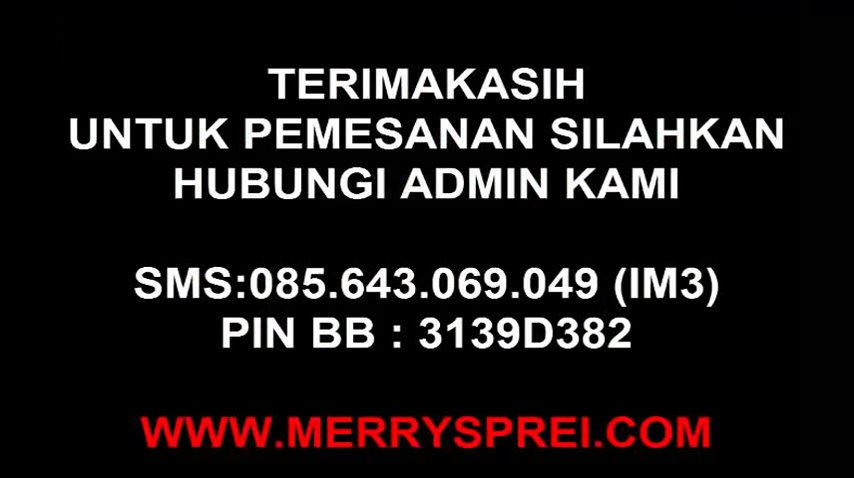 TERIMAKASIH
UNTUK PEMESANAN SILAHKAN
HUBUNGI ADMIN KAMI
SMS:085.643.069.049 (IM3)
PIN BB : 3139D382
WWW.MERRYSPREI.COM